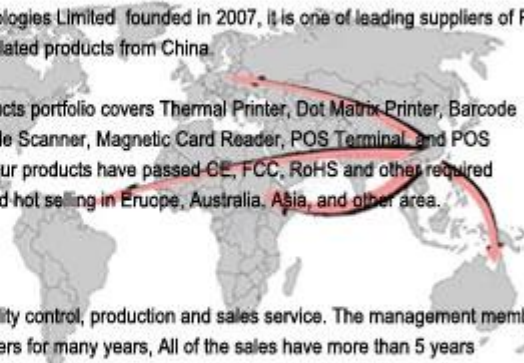 ologies Limited founded in 2007, it is one of leading suppliers of P
lated products from China.
ucts portfolio covers Thermal Printer, Dot Matrix Printer, Barcode
de Scanner, Magnetic Card Reader, POS Terminal, and POS
ur products have passed CE, FCC, RoHS and other required
d hot selling in Eruope, Australia, Asia, and other area.
lity control, production and sales service. The management memb
ers for many years, All of the sales have more than 5 years